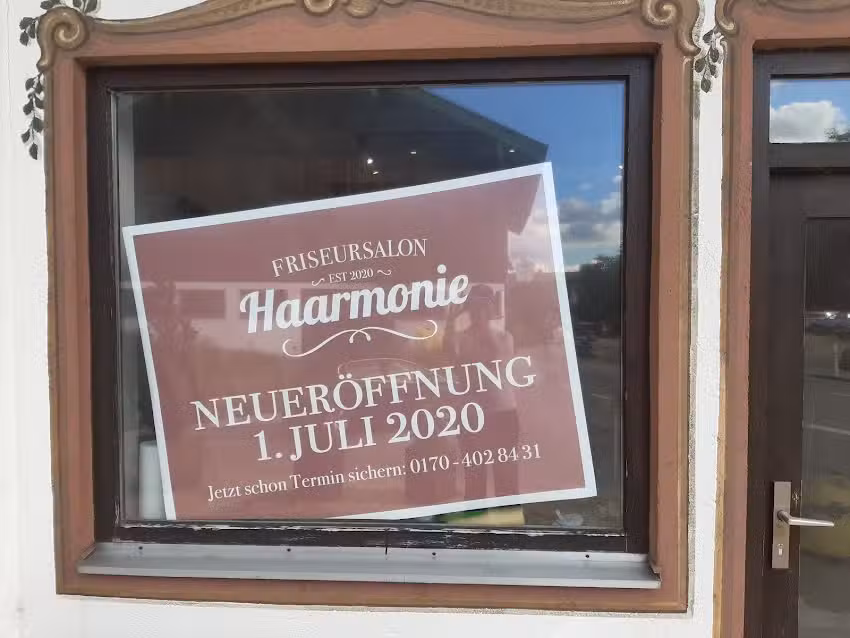 FRISEURSALON
EST 2020
Haarmonie
NEUERÖFFNUNG
1. JULI 2020
Jetzt schon Termin sichern: 0170-402 84 31